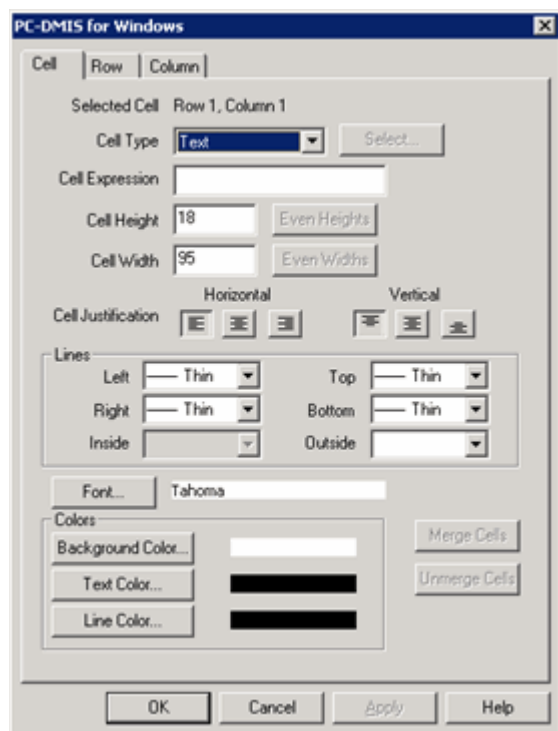 PC-DMIS for Windows
Cell Row Column
Selected Cell Row 1, Column 1
Cell Type Text Select...
Cell Expression
Cell Height 18 Even Heights
Cell Width 95 Even Widths
Horizontal Vertical
Cell Justification
Lines
Left Thin Top Thin
Right Thin Bottom Thin
Inside Outside
Font... Tahoma
Colors
Background Color... Merge Cells
Text Color... Unmerge Cells
Line Color...
OK Cancel Apply Help